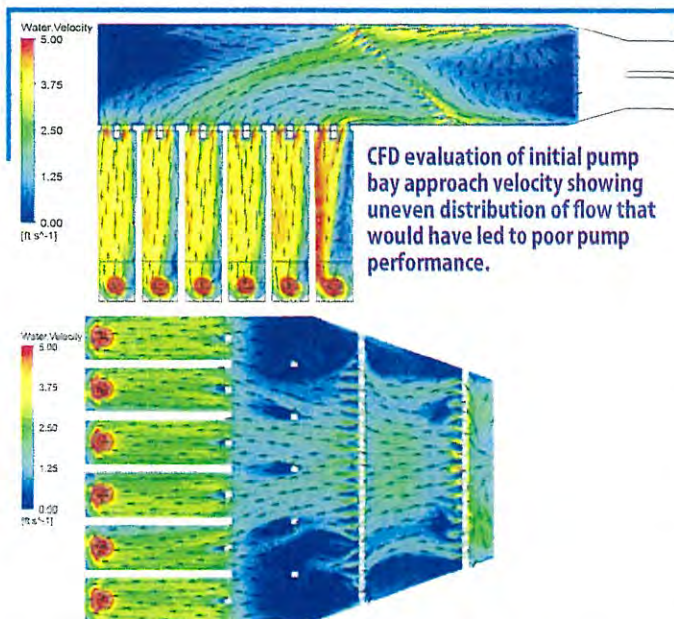 Water.Velocity
5.00
3.75
2.50
1.25
0.00
[ft s^-1]
CFD evaluation of initial pump
bay approach velocity showing
uneven distribution of flow that
would have led to poor pump
performance.
Water.Velocity
5.00
3.75
2.50
1.25
0.00
[ft s^-1]